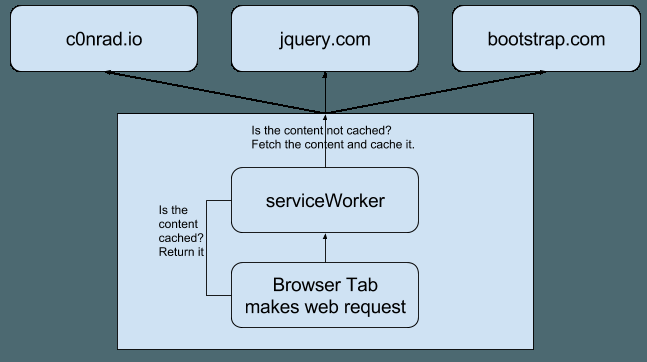 c0nrad.io
jquery.com
bootstrap.com
Is the content not cached?
Fetch the content and cache it.
serviceWorker
Is the
content
cached?
Return it
Browser Tab
makes web request